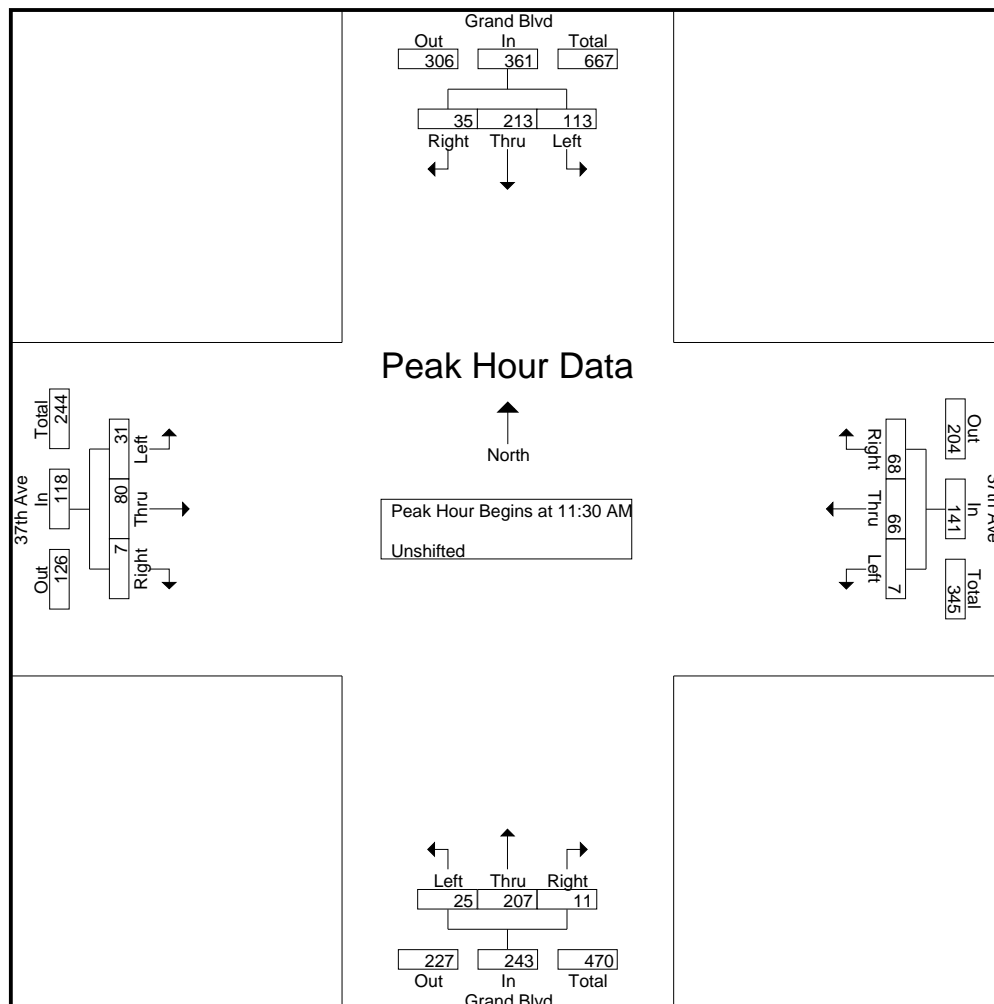 Grand Blvd
Out In Total
306 361 667
35 213 113
Right Thru Left
Peak Hour Data
North
Peak Hour Begins at 11:30 AM
Unshifted
37th Ave
Total In Out
244 118 126
31 80 7
Left Thru Right
37th Ave
Out In Total
204 141 345
68 66 7
Right Thru Left
Left Thru Right
25 207 11
227 243 470
Out In Total
Grand Blvd